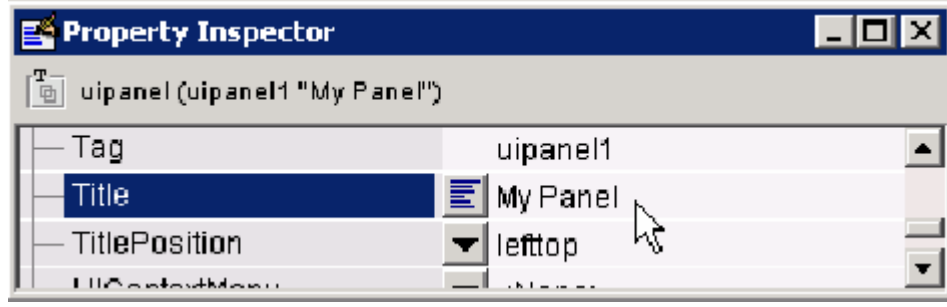 Property Inspector
uipanel (uipanel1 "My Panel")
Tag uipanel1
Title My Panel
TitlePosition lefttop